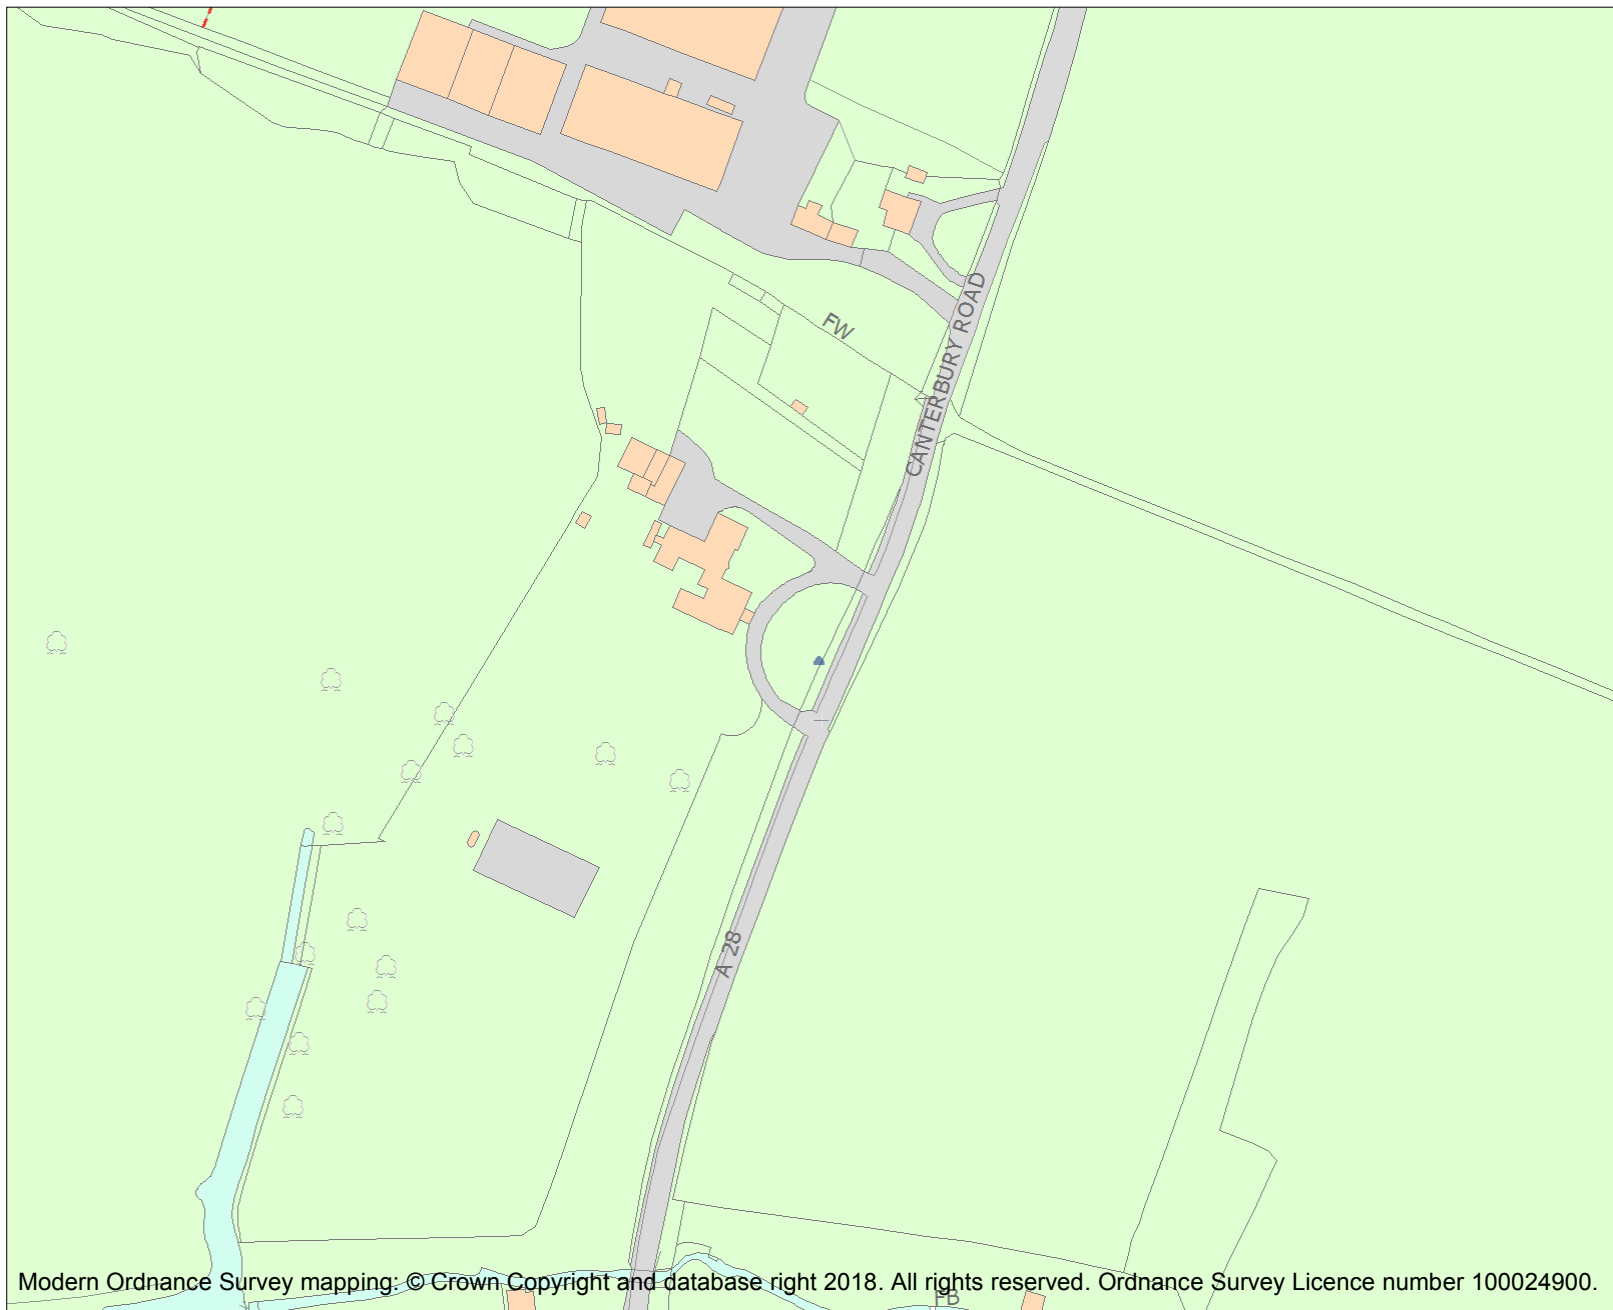 FW
CANTERBURY ROAD
A 28
Modern Ordnance Survey mapping: © Crown Copyright and database right 2018. All rights reserved. Ordnance Survey Licence number 100024900.
FB